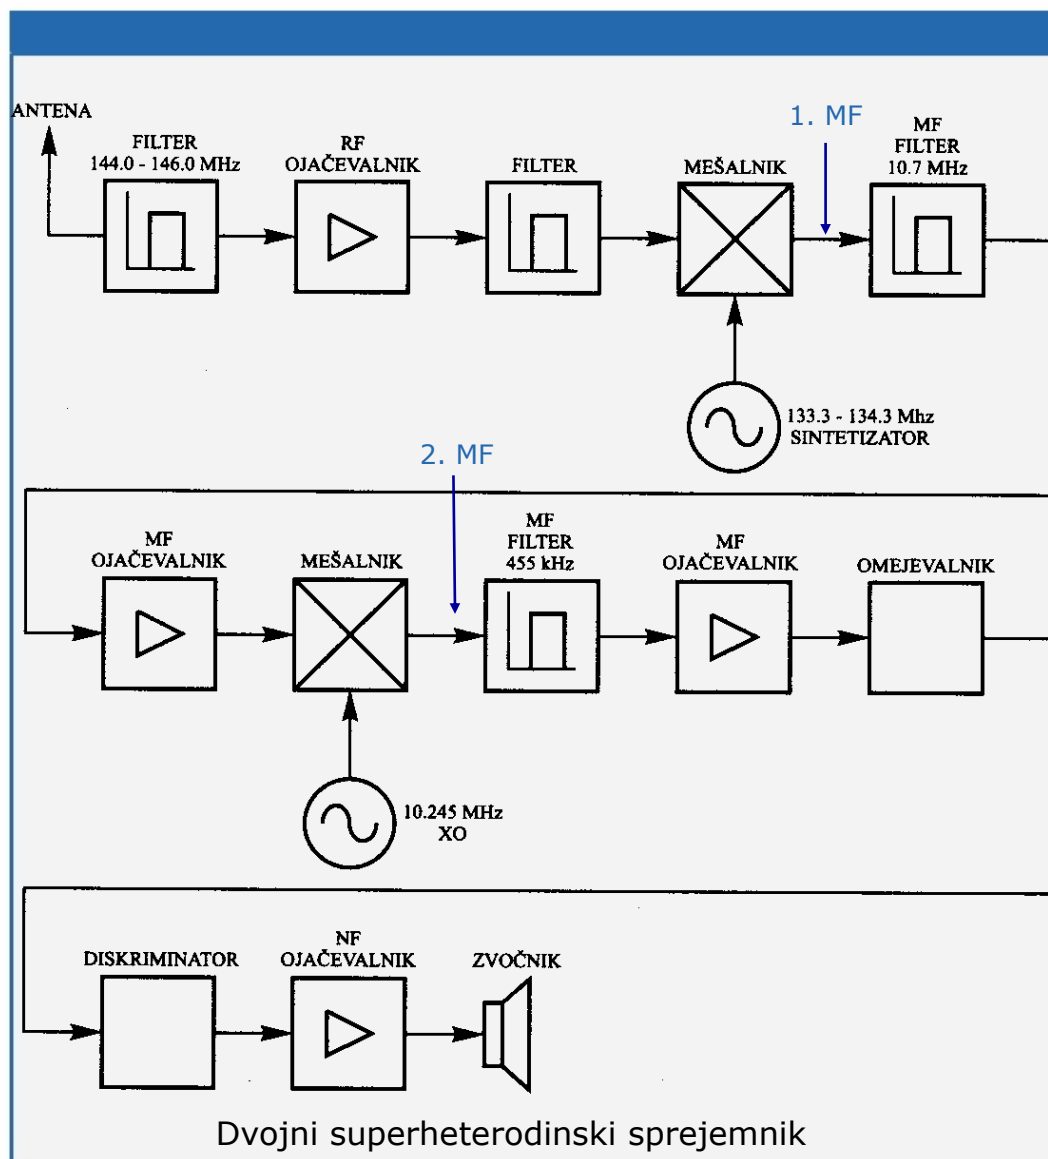 ANTENA
FILTER
144.0 - 146.0 MHz
RF
OJAČEVALNIK
FILTER
MEŠALNIK
1. MF
MF
FILTER
10.7 MHz
133.3 - 134.3 Mhz
SINTETIZATOR
2. MF
MF
OJAČEVALNIK
MEŠALNIK
MF
FILTER
455 kHz
MF
OJAČEVALNIK
OMEJEVALNIK
10.245 MHz
XO
DISKRIMINATOR
NF
OJAČEVALNIK
ZVOČNIK
Dvojni superheterodinski sprejemnik